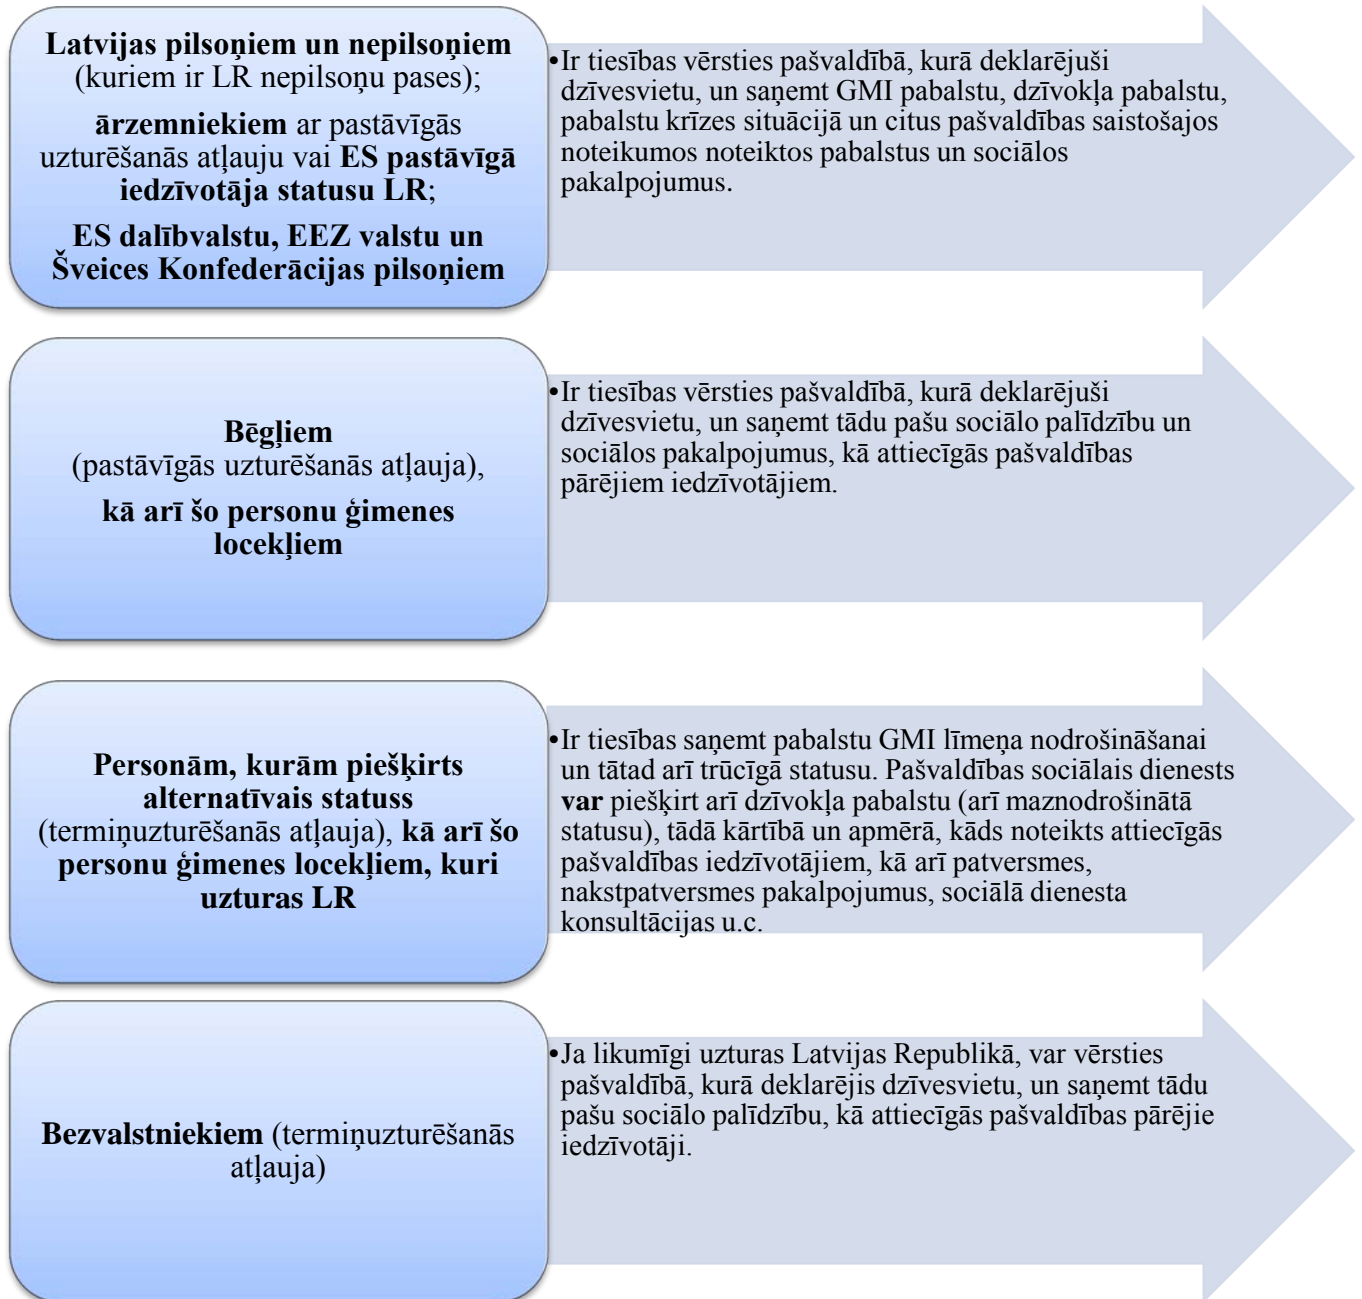 Latvijas pilsoņiem un nepilsoņiem
(kuriem ir LR nepilsoņu pases);
ārzemniekiem ar pastāvīgās
uzturēšanās atļauju vai ES pastāvīgā
iedzīvotāja statusu LR;
ES dalībvalstu, EEZ valstu un
Šveices Konfederācijas pilsoņiem
•Ir tiesības vērsties pašvaldībā, kurā deklarējuši
dzīvesvietu, un saņemt GMI pabalstu, dzīvokļa pabalstu,
pabalstu krīzes situācijā un citus pašvaldības saistošajos
noteikumos noteiktos pabalstus un sociālos
pakalpojumus.
Bēgļiem
(pastāvīgās uzturēšanās atļauja),
kā arī šo personu ģimenes
locekļiem
•Ir tiesības vērsties pašvaldībā, kurā deklarējuši
dzīvesvietu, un saņemt tādu pašu sociālo palīdzību un
sociālos pakalpojumus, kā attiecīgās pašvaldības
pārējiem iedzīvotājiem.
Personām, kurām piešķirts
alternatīvais statuss
(termiņuzturēšanās atļauja), kā arī šo
personu ģimenes locekļiem, kuri
uzturas LR
•Ir tiesības saņemt pabalstu GMI līmeņa nodrošināšanai
un tātad arī trūcīgā statusu. Pašvaldības sociālais dienests
var piešķirt arī dzīvokļa pabalstu (arī maznodrošinātā
statusu), tādā kārtībā un apmērā, kāds noteikts attiecīgās
pašvaldības iedzīvotājiem, kā arī patversmes,
nakstpatversmes pakalpojumus, sociālā dienesta
konsultācijas u.c.
Bezvalstniekiem (termiņuzturēšanās
atļauja)
•Ja likumīgi uzturas Latvijas Republikā, var vērsties
pašvaldībā, kurā deklarējis dzīvesvietu, un saņemt tādu
pašu sociālo palīdzību, kā attiecīgās pašvaldības pārējie
iedzīvotāji.